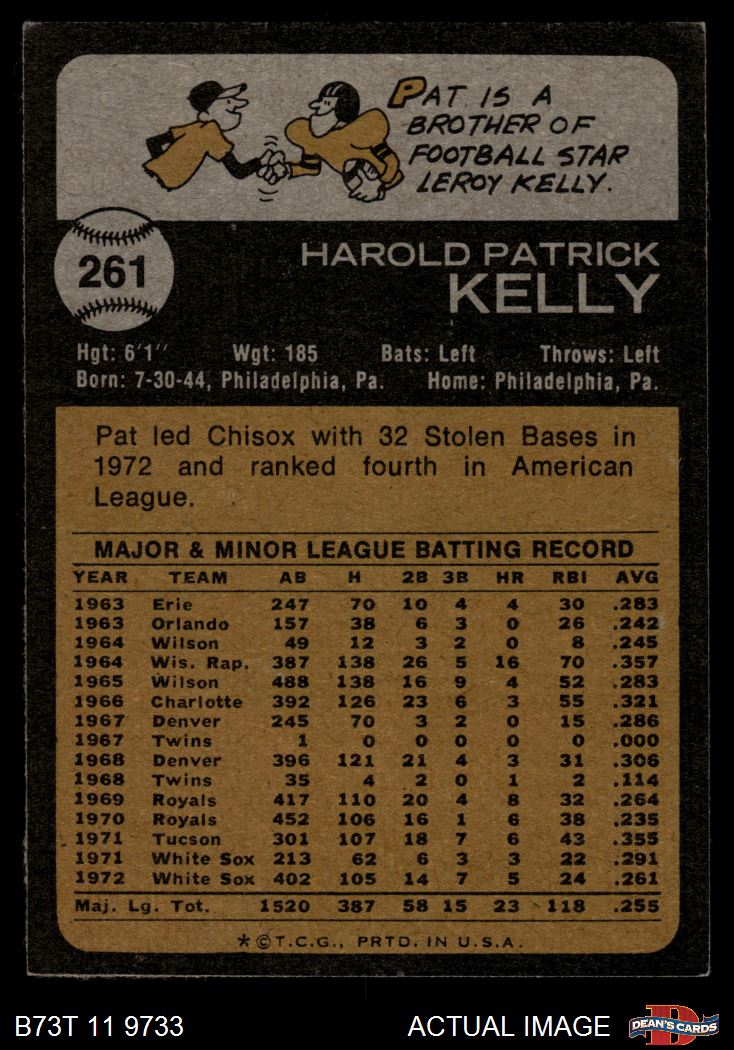 PAT IS A
BROTHER OF
FOOTBALL STAR
LEROY KELLY.
261
HAROLD PATRICK
KELLY
Hgt: 6'1" Wgt: 185 Bats: Left Throws: Left
Born: 7-30-44, Philadelphia, Pa. Home: Philadelphia, Pa.
Pat led Chisox with 32 Stolen Bases in
1972 and ranked fourth in American
League.
MAJOR & MINOR LEAGUE BATTING RECORD
YEAR TEAM AB H 2B 3B HR RBI AVG
1963 Erie 247 70 10 4 4 30 .283
1963 Orlando 157 38 6 3 0 26 .242
1964 Wilson 49 12 3 2 0 8 .245
1964 Wis. Rap. 387 138 26 5 16 70 .357
1965 Wilson 488 138 16 9 4 52 .283
1966 Charlotte 392 126 23 6 3 55 .321
1967 Denver 245 70 3 2 0 15 .286
1967 Twins 1 0 0 0 0 0 .000
1968 Denver 396 121 21 4 3 31 .306
1968 Twins 35 4 2 0 1 2 .114
1969 Royals 417 110 20 4 8 32 .264
1970 Royals 452 106 16 1 6 38 .235
1971 Tucson 301 107 18 7 6 43 .355
1971 White Sox 213 62 6 3 3 22 .291
1972 White Sox 402 105 14 7 5 24 .261
Maj. Lg. Tot. 1520 387 58 15 23 118 .255
*©T.C.G., PRTD. IN U.S.A.
B73T 11 9733 ACTUAL IMAGE D DEAN'S CARDS